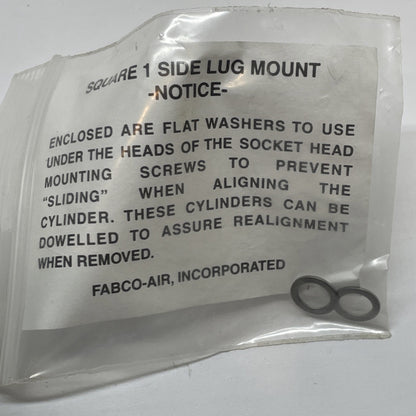 SQUARE 1 SIDE LUG MOUNT
-NOTICE-
ENCLOSED ARE FLAT WASHERS TO USE
UNDER THE HEADS OF THE SOCKET HEAD
MOUNTING SCREWS TO PREVENT
"SLIDING" WHEN ALIGNING THE
CYLINDER. THESE CYLINDERS CAN BE
DOWELLED TO ASSURE REALIGNMENT
WHEN REMOVED.
FABCO-AIR, INCORPORATED